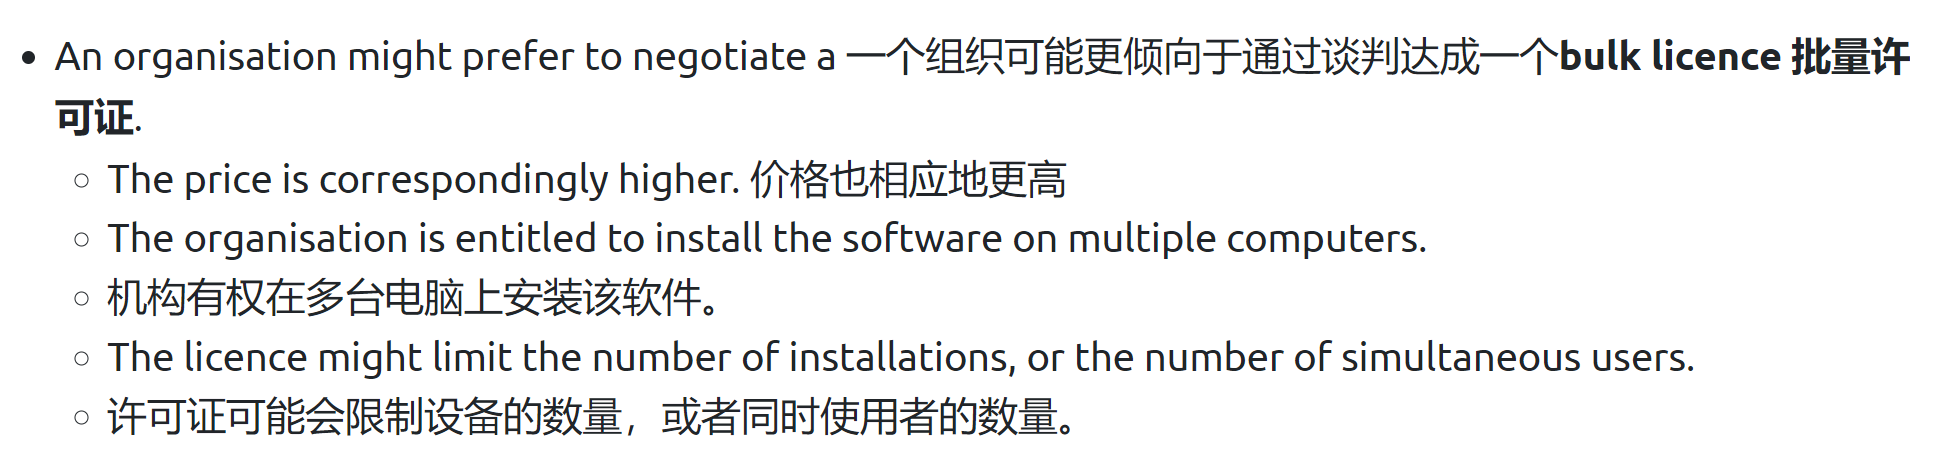 An organisation might prefer to negotiate a 一个组织可能更倾向于通过谈判达成一个bulk licence 批量许
可证.
The price is correspondingly higher. 价格也相应地更高
The organisation is entitled to install the software on multiple computers.
机构有权在多台电脑上安装该软件。
The licence might limit the number of installations, or the number of simultaneous users.
许可证可能会限制设备的数量，或者同时使用者的数量。